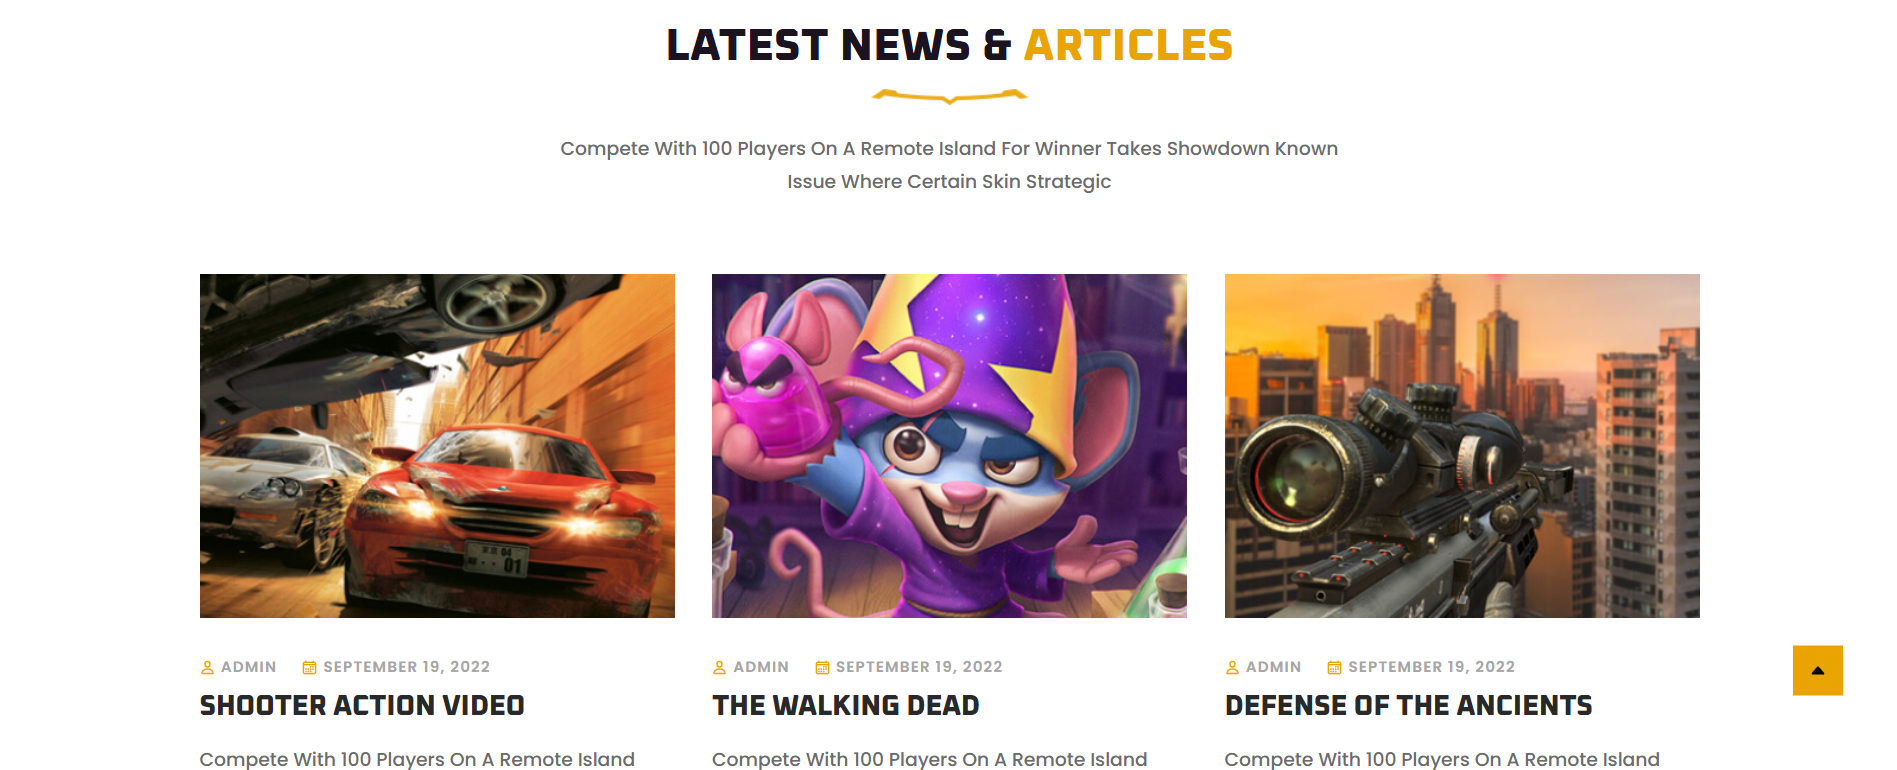 LATEST NEWS & ARTICLES
Compete With 100 Players On A Remote Island For Winner Takes Showdown Known
Issue Where Certain Skin Strategic
01
ADMIN SEPTEMBER 19, 2022
SHOOTER ACTION VIDEO
Compete With 100 Players On A Remote Island
ADMIN SEPTEMBER 19, 2022
THE WALKING DEAD
Compete With 100 Players On A Remote Island
ADMIN SEPTEMBER 19, 2022
DEFENSE OF THE ANCIENTS
Compete With 100 Players On A Remote Island